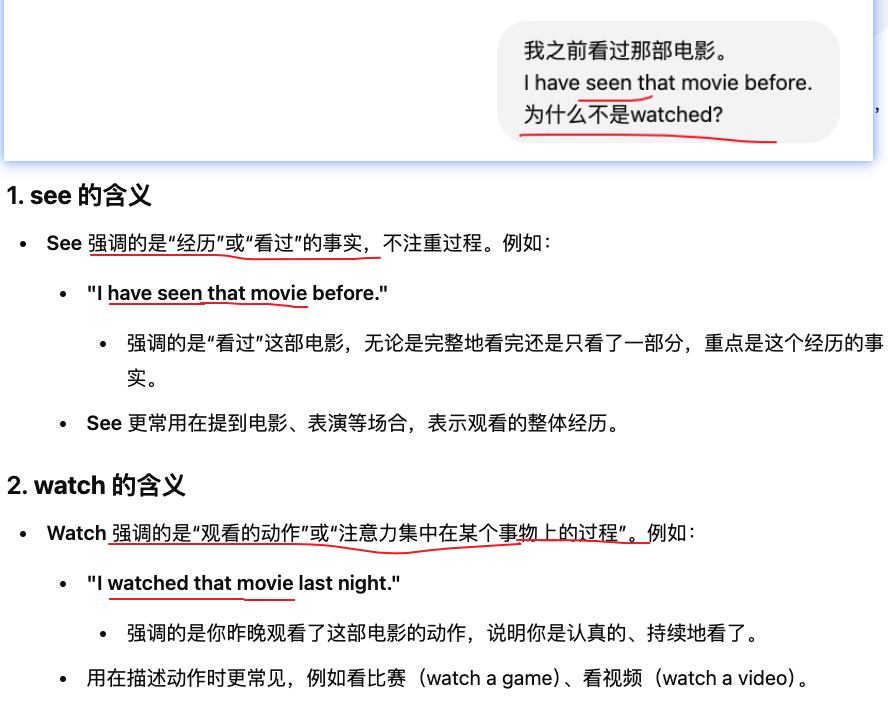 我之前看过那部电影。
I have seen that movie before.
为什么不是watched?
,
1. see 的含义
• See 强调的是“经历”或“看过”的事实，不注重过程。例如：
• "I have seen that movie before."
• 强调的是“看过”这部电影，无论是完整地看完还是只看了一部分，重点是这个经历的事
实。
• See 更常用在提到电影、表演等场合，表示观看的整体经历。
2. watch 的含义
• Watch 强调的是“观看的动作”或“注意力集中在某个事物上的过程”。例如：
• "I watched that movie last night."
• 强调的是你昨晚观看了这部电影的动作，说明你是认真的、持续地看了。
• 用在描述动作时更常见，例如看比赛（watch a game）、看视频（watch a video）。